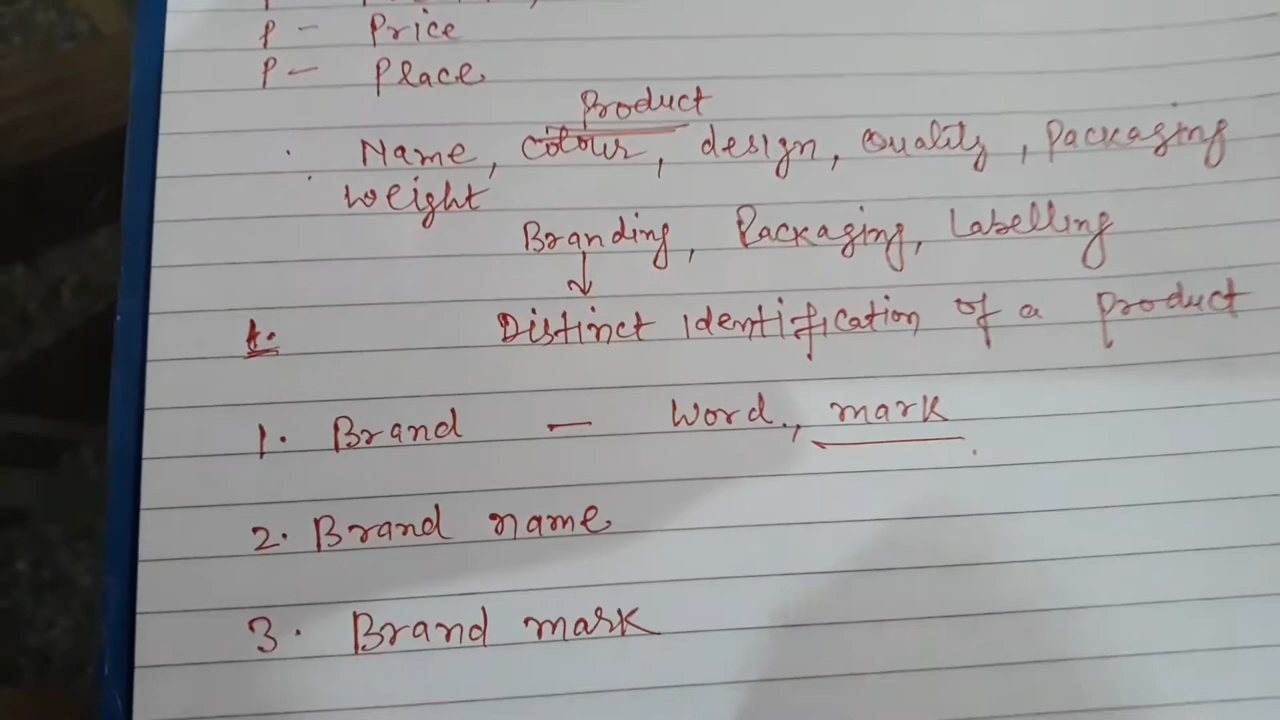 P - Price
P - Place
Product
Name, colour, design, Quality, Packaging
weight
Branding, Packaging, Labelling
↓
Distinct Identification of a product
1. Brand - Word, mark
2. Brand name
3. Brand mark